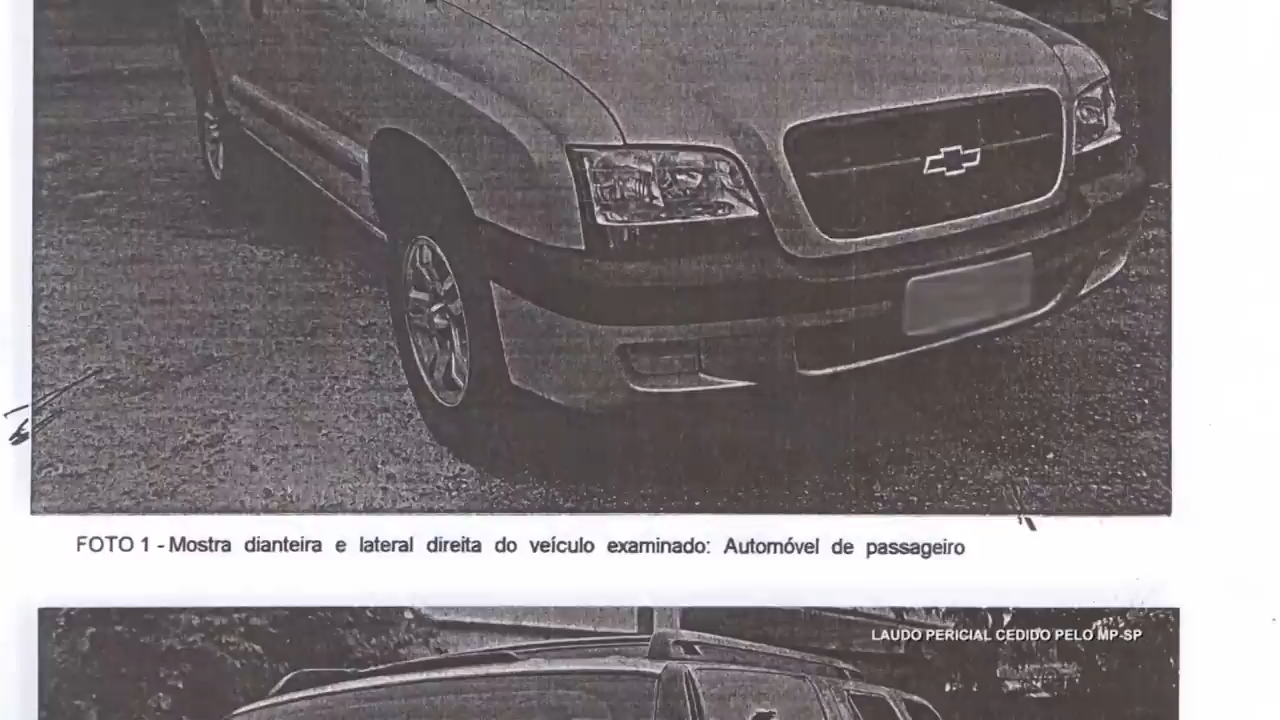 FOTO 1 - Mostra dianteira e lateral direita do veículo examinado: Automóvel de passageiro
LAUDO PERICIAL CEDIDO PELO MP-SP